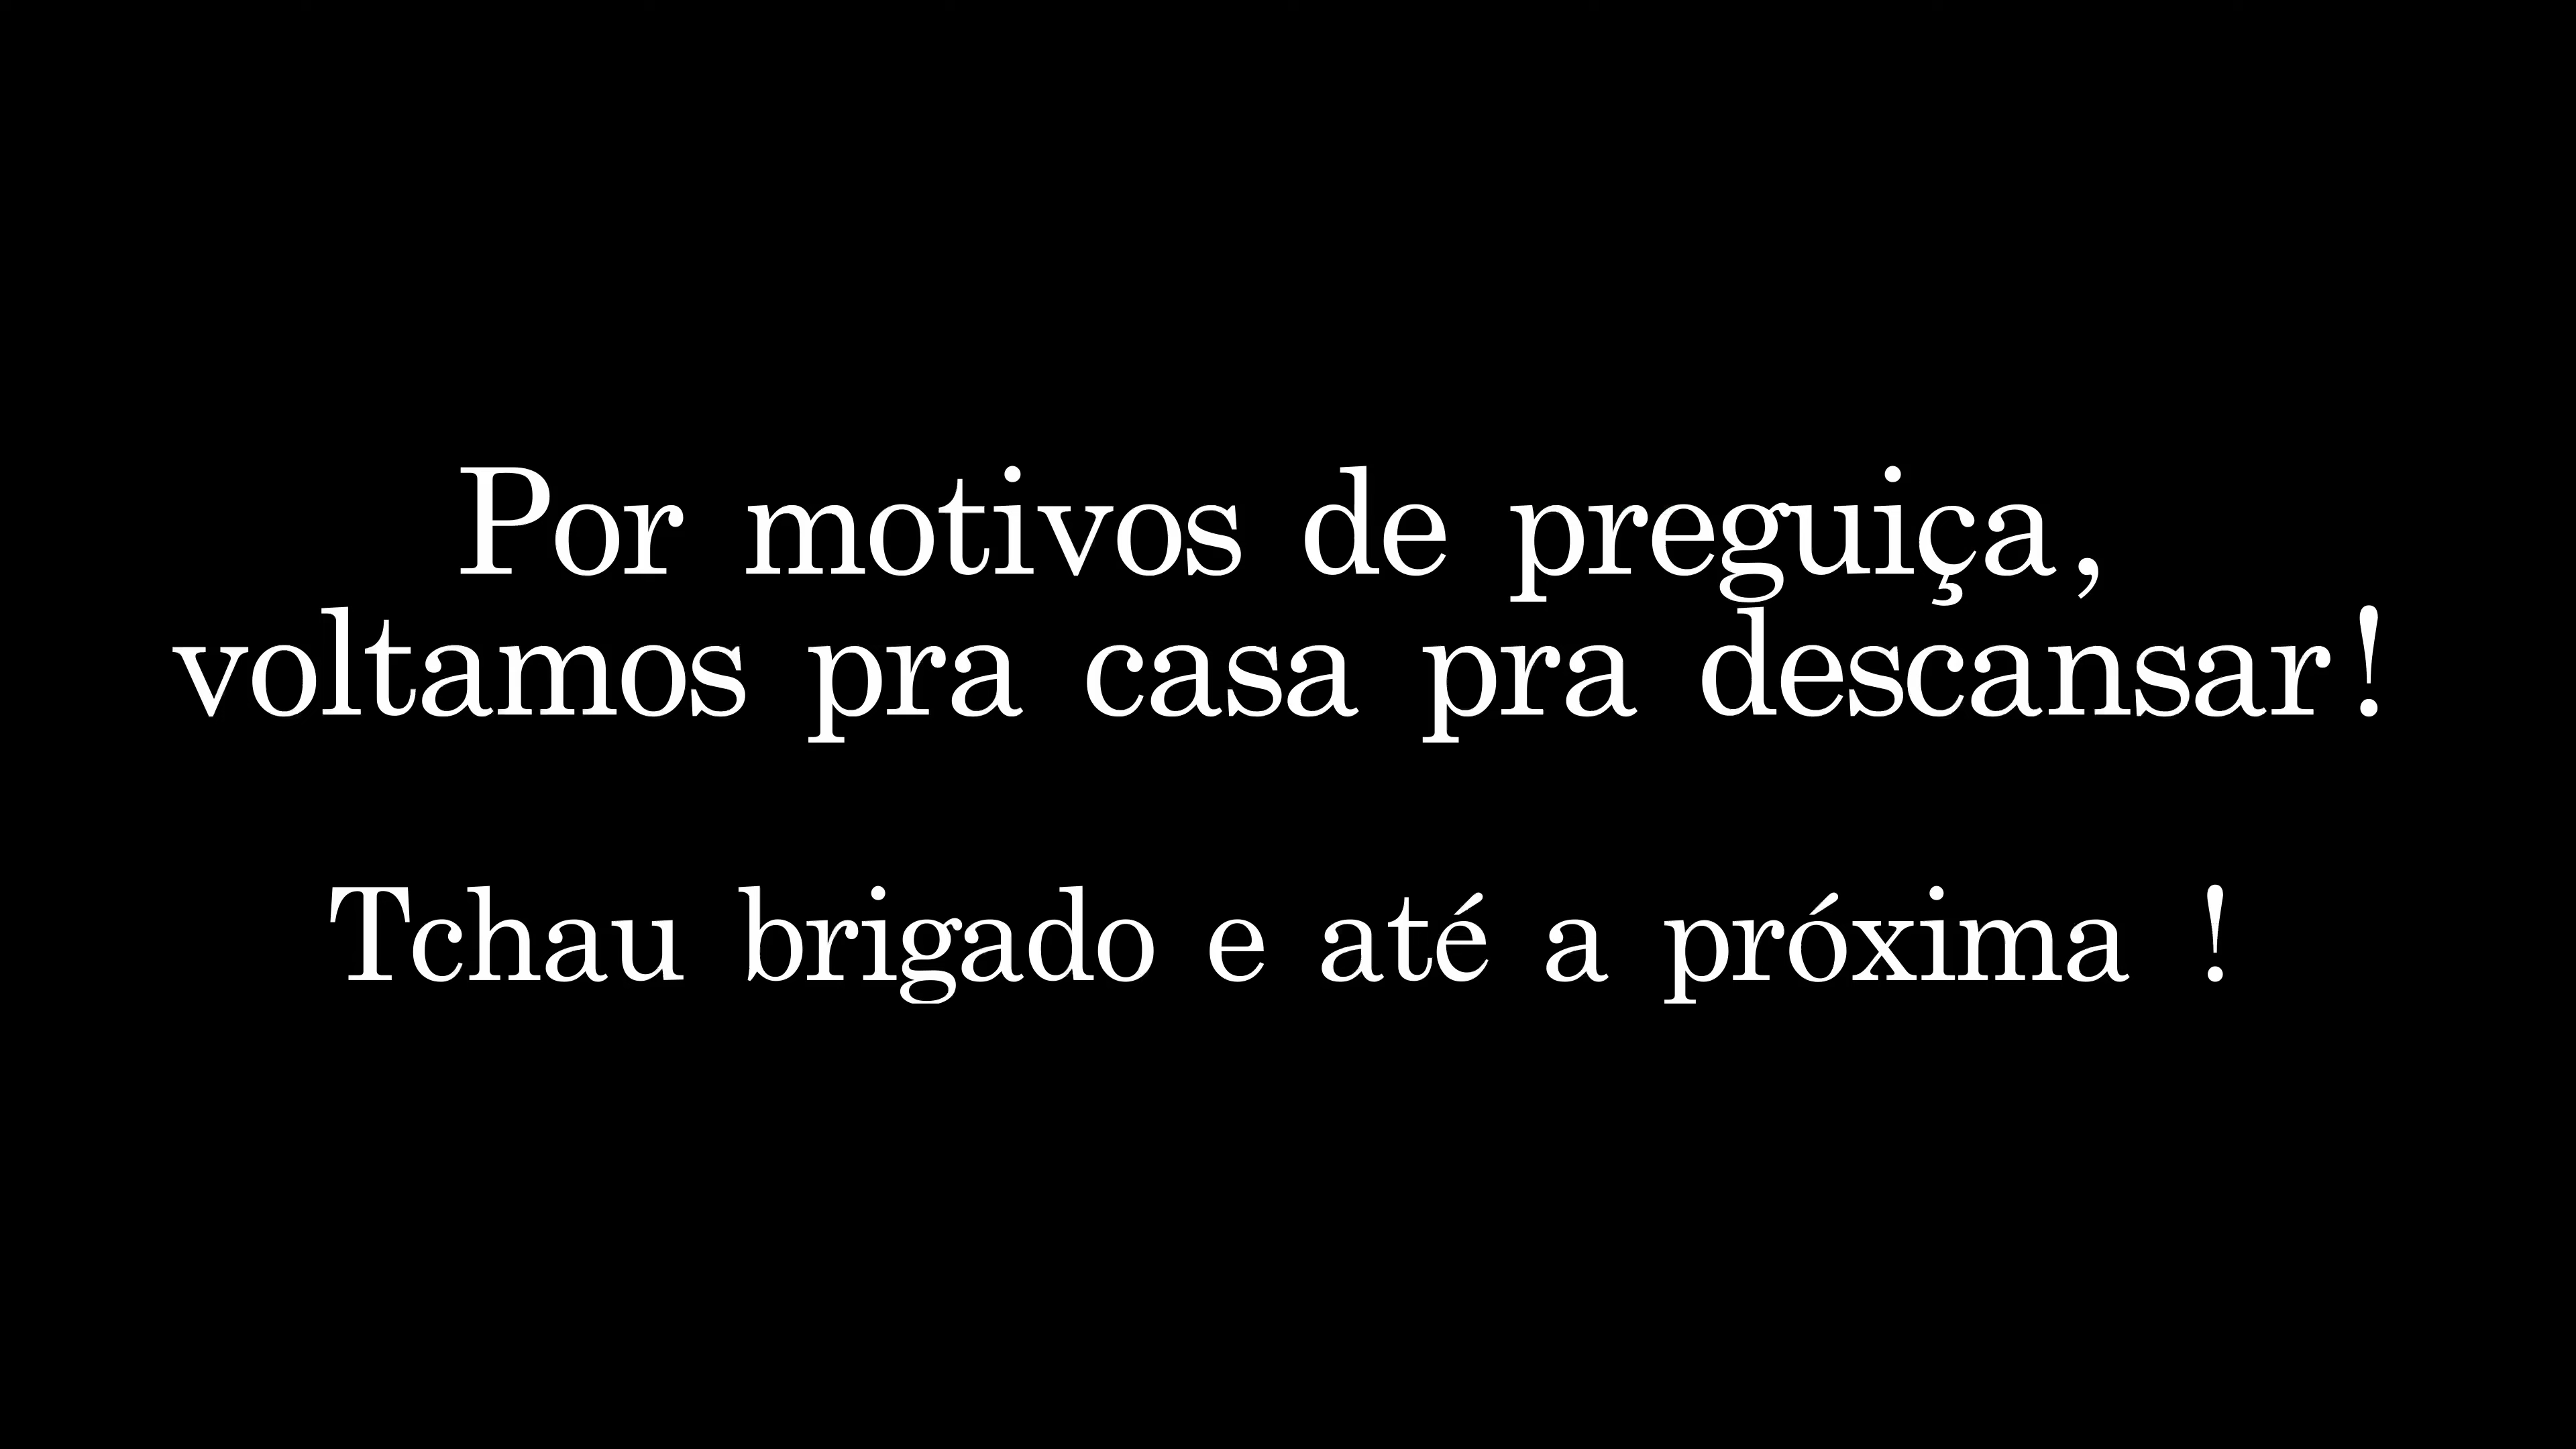 Por motivos de preguiça,
voltamos pra casa pra descansar!
Tchau brigado e até a próxima !